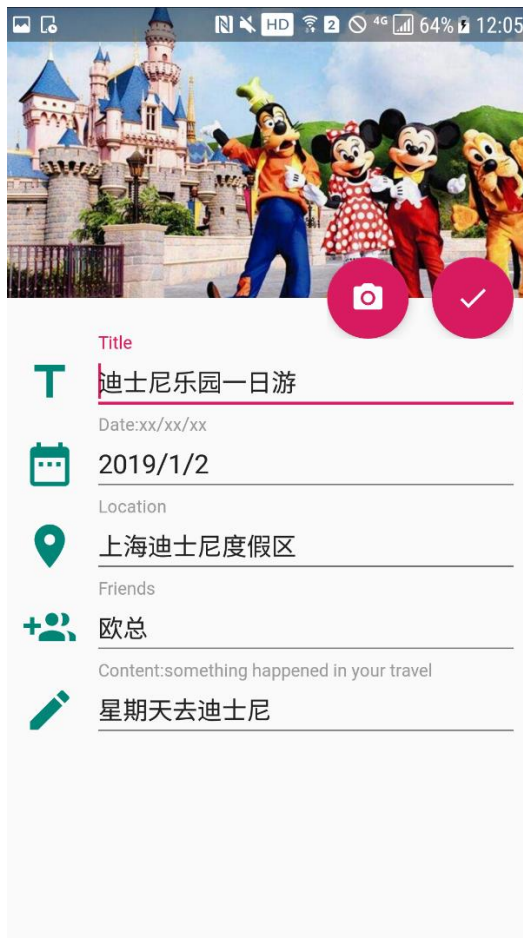 HD
2
4G
64%
12:05
Title
迪士尼乐园一日游
Date:xx/xx/xx
2019/1/2
Location
上海迪士尼度假区
Friends
欧总
Content:something happened in your travel
星期天去迪士尼